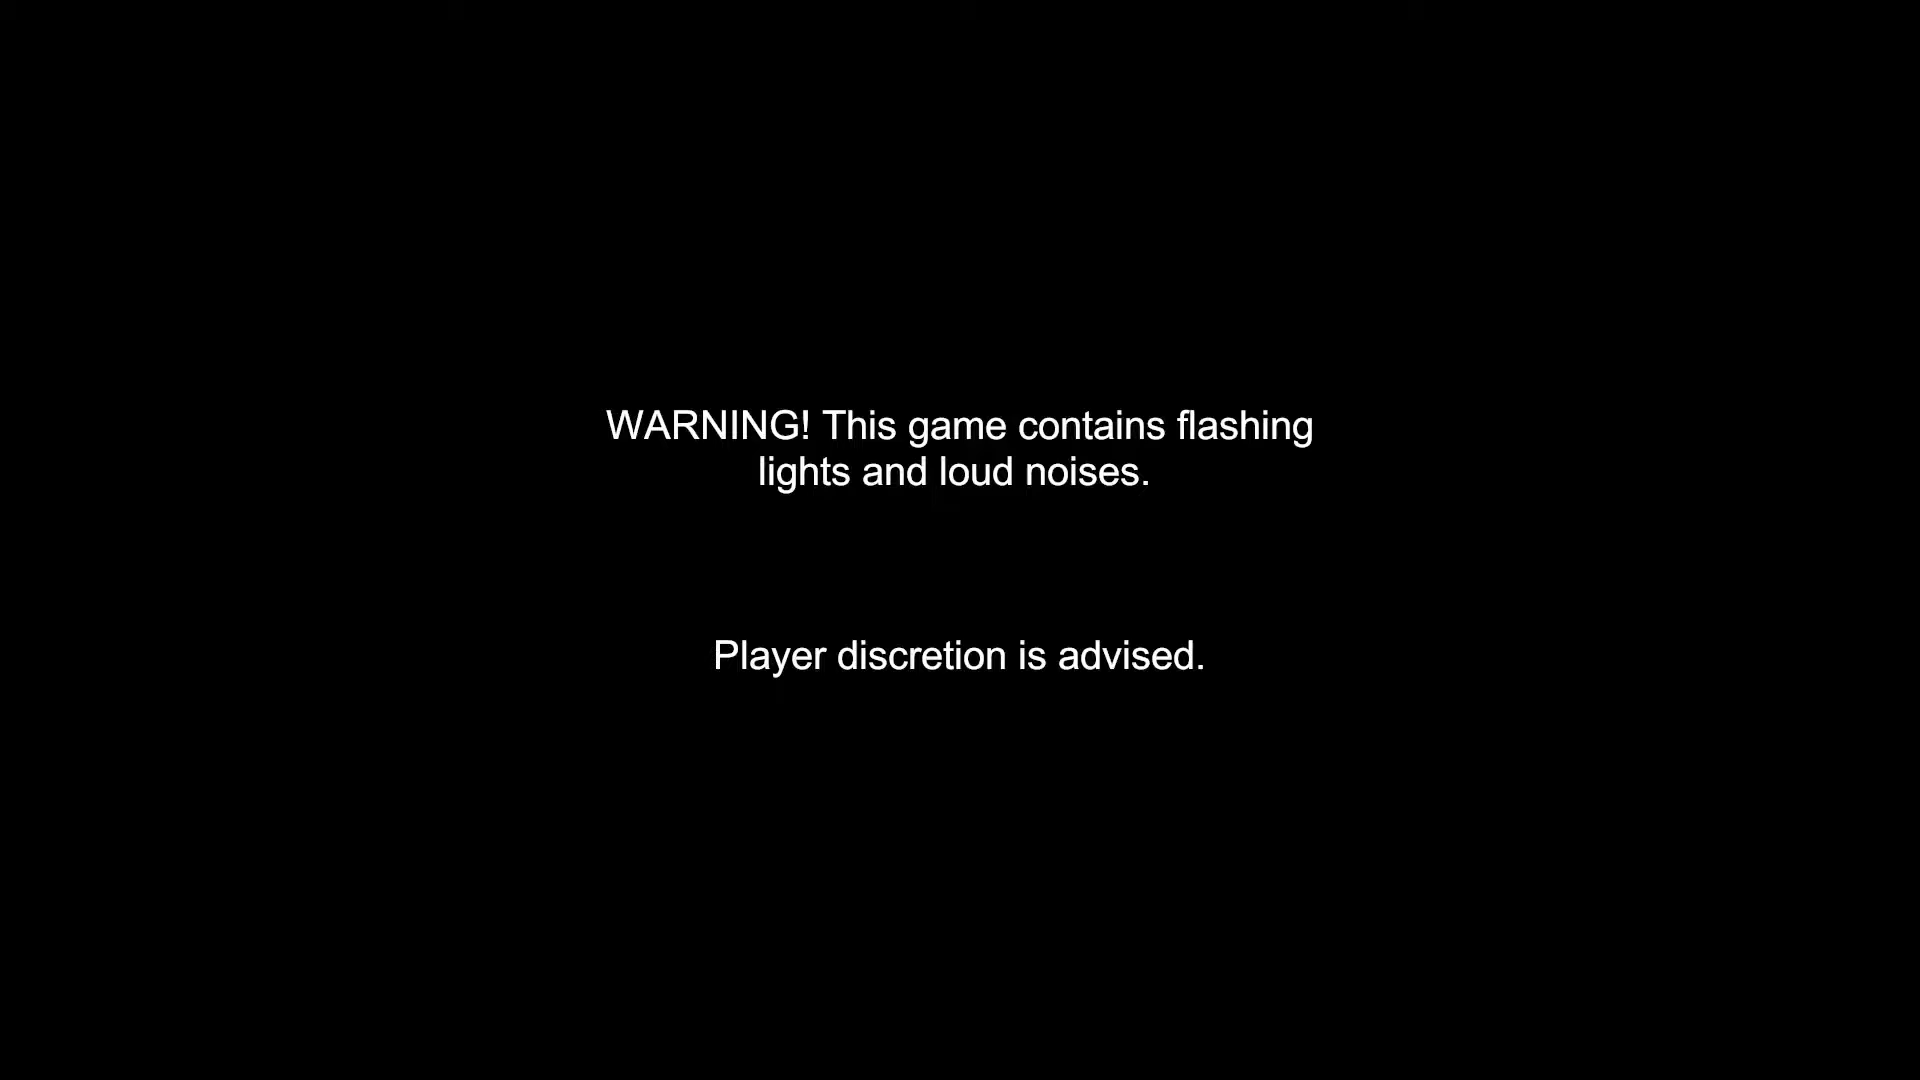 WARNING! This game contains flashing
lights and loud noises.
Player discretion is advised.